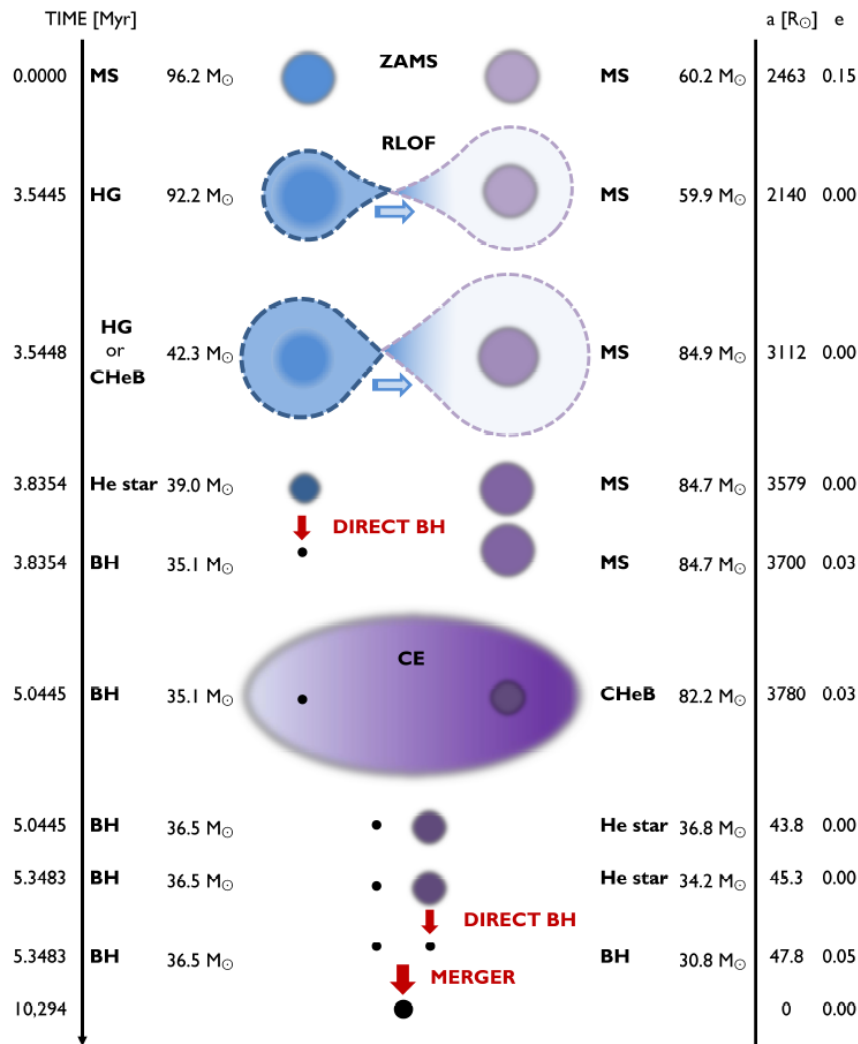 TIME [Myr] a [R⊙] e
ZAMS
0.0000 MS 96.2 M⊙ MS 60.2 M⊙ 2463 0.15
RLOF
3.5445 HG 92.2 M⊙ MS 59.9 M⊙ 2140 0.00
HG
or
3.5448 42.3 M⊙ MS 84.9 M⊙ 3112 0.00
CHeB
3.8354 He star 39.0 M⊙ MS 84.7 M⊙ 3579 0.00
DIRECT BH
3.8354 BH 35.1 M⊙ MS 84.7 M⊙ 3700 0.03
CE
5.0445 BH 35.1 M⊙ CHeB 82.2 M⊙ 3780 0.03
5.0445 BH 36.5 M⊙ He star 36.8 M⊙ 43.8 0.00
5.3483 BH 36.5 M⊙ He star 34.2 M⊙ 45.3 0.00
DIRECT BH
5.3483 BH 36.5 M⊙ BH 30.8 M⊙ 47.8 0.05
MERGER
10,294 0 0.00